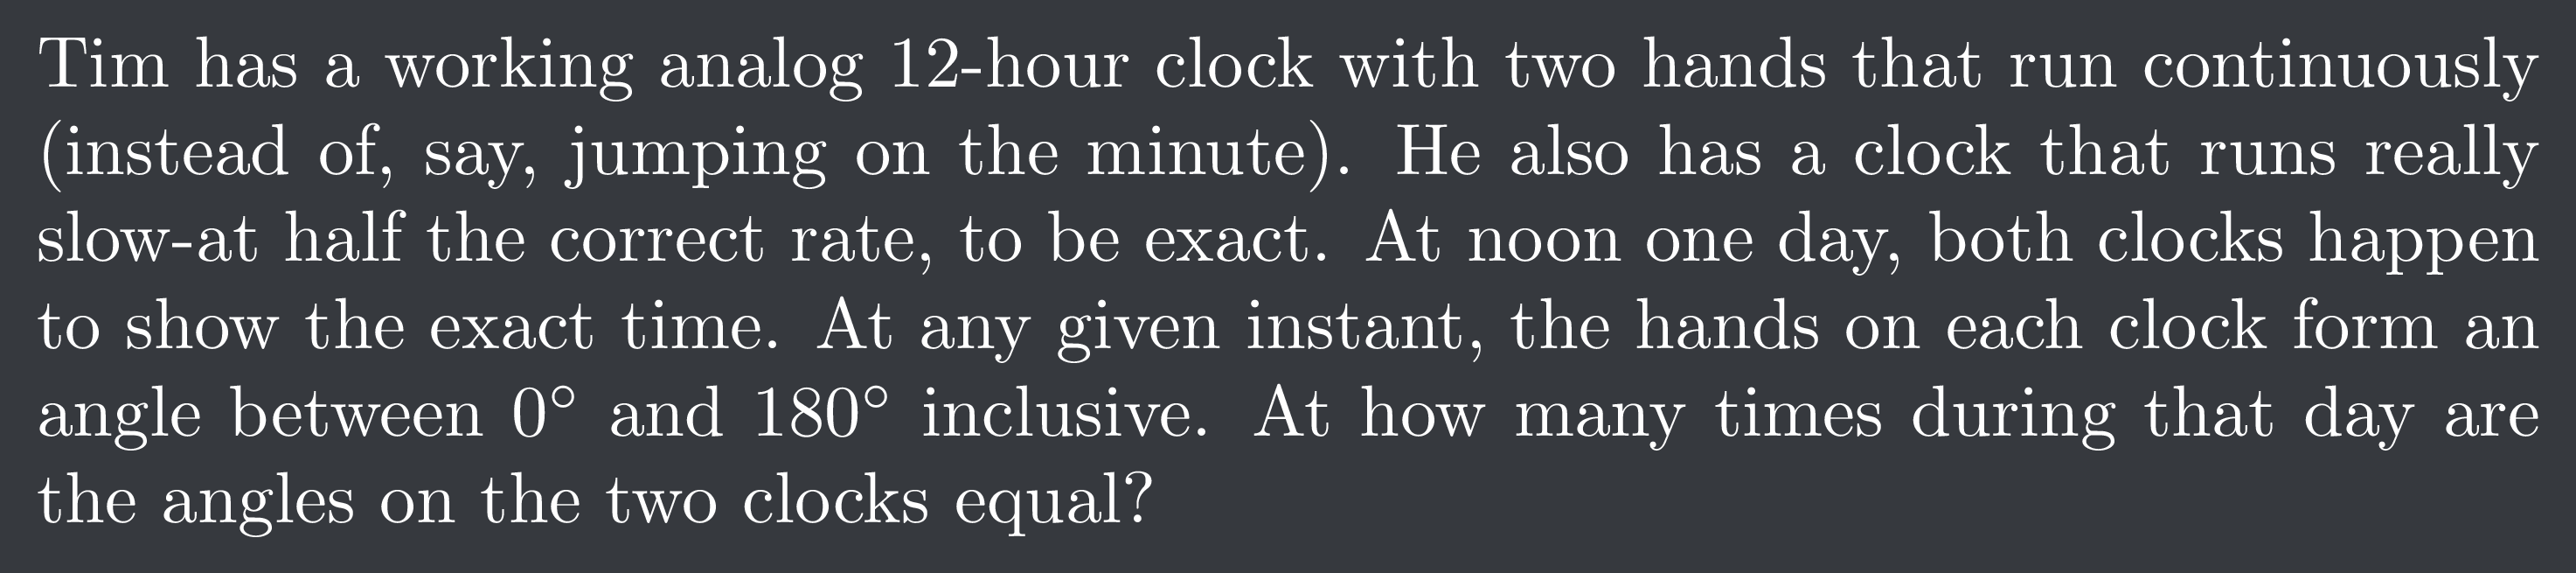 Tim has a working analog 12-hour clock with two hands that run continuously
(instead of, say, jumping on the minute). He also has a clock that runs really
slow-at half the correct rate, to be exact. At noon one day, both clocks happen
to show the exact time. At any given instant, the hands on each clock form an
angle between 0° and 180° inclusive. At how many times during that day are
the angles on the two clocks equal?